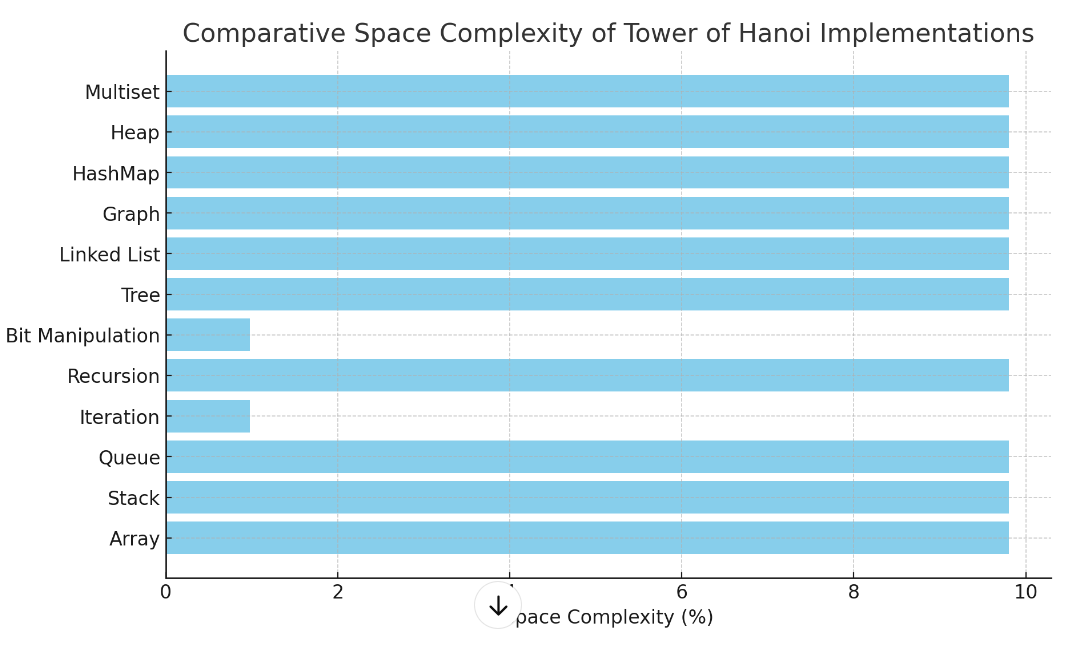 Comparative Space Complexity of Tower of Hanoi Implementations
Multiset
Heap
HashMap
Graph
Linked List
Tree
Bit Manipulation
Recursion
Iteration
Queue
Stack
Array
0 2 6 8 10
Complexity (%)